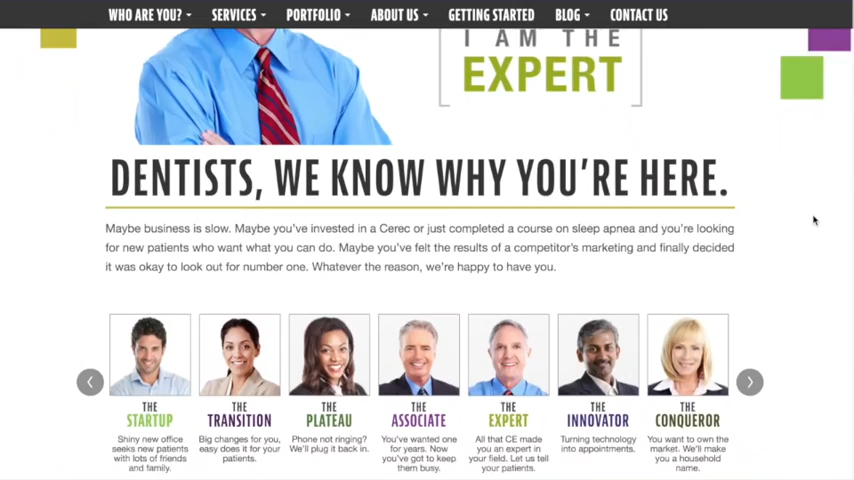 WHO ARE YOU? SERVICES PORTFOLIO ABOUT US GETTING STARTED BLOG CONTACT US
I AM THE
EXPERT
DENTISTS, WE KNOW WHY YOU'RE HERE.
Maybe business is slow. Maybe you've invested in a Cerec or just completed a course on sleep apnea and you're looking
for new patients who want what you can do. Maybe you've felt the results of a competitor's marketing and finally decided
it was okay to look out for number one. Whatever the reason, we're happy to have you.
THE
STARTUP
Shiny new office
seeks new patients
with lots of friends
and family.
THE
TRANSITION
Big changes for you,
easy does it for your
patients.
THE
PLATEAU
Phone not ringing?
We'll plug it back in.
THE
ASSOCIATE
You've wanted one
for years. Now
you've got to keep
them busy.
THE
EXPERT
All that CE made
you an expert in
your field. Let us tell
your patients.
THE
INNOVATOR
Turning technology
into appointments.
THE
CONQUEROR
You want to own the
market. We'll make
you a household
name.